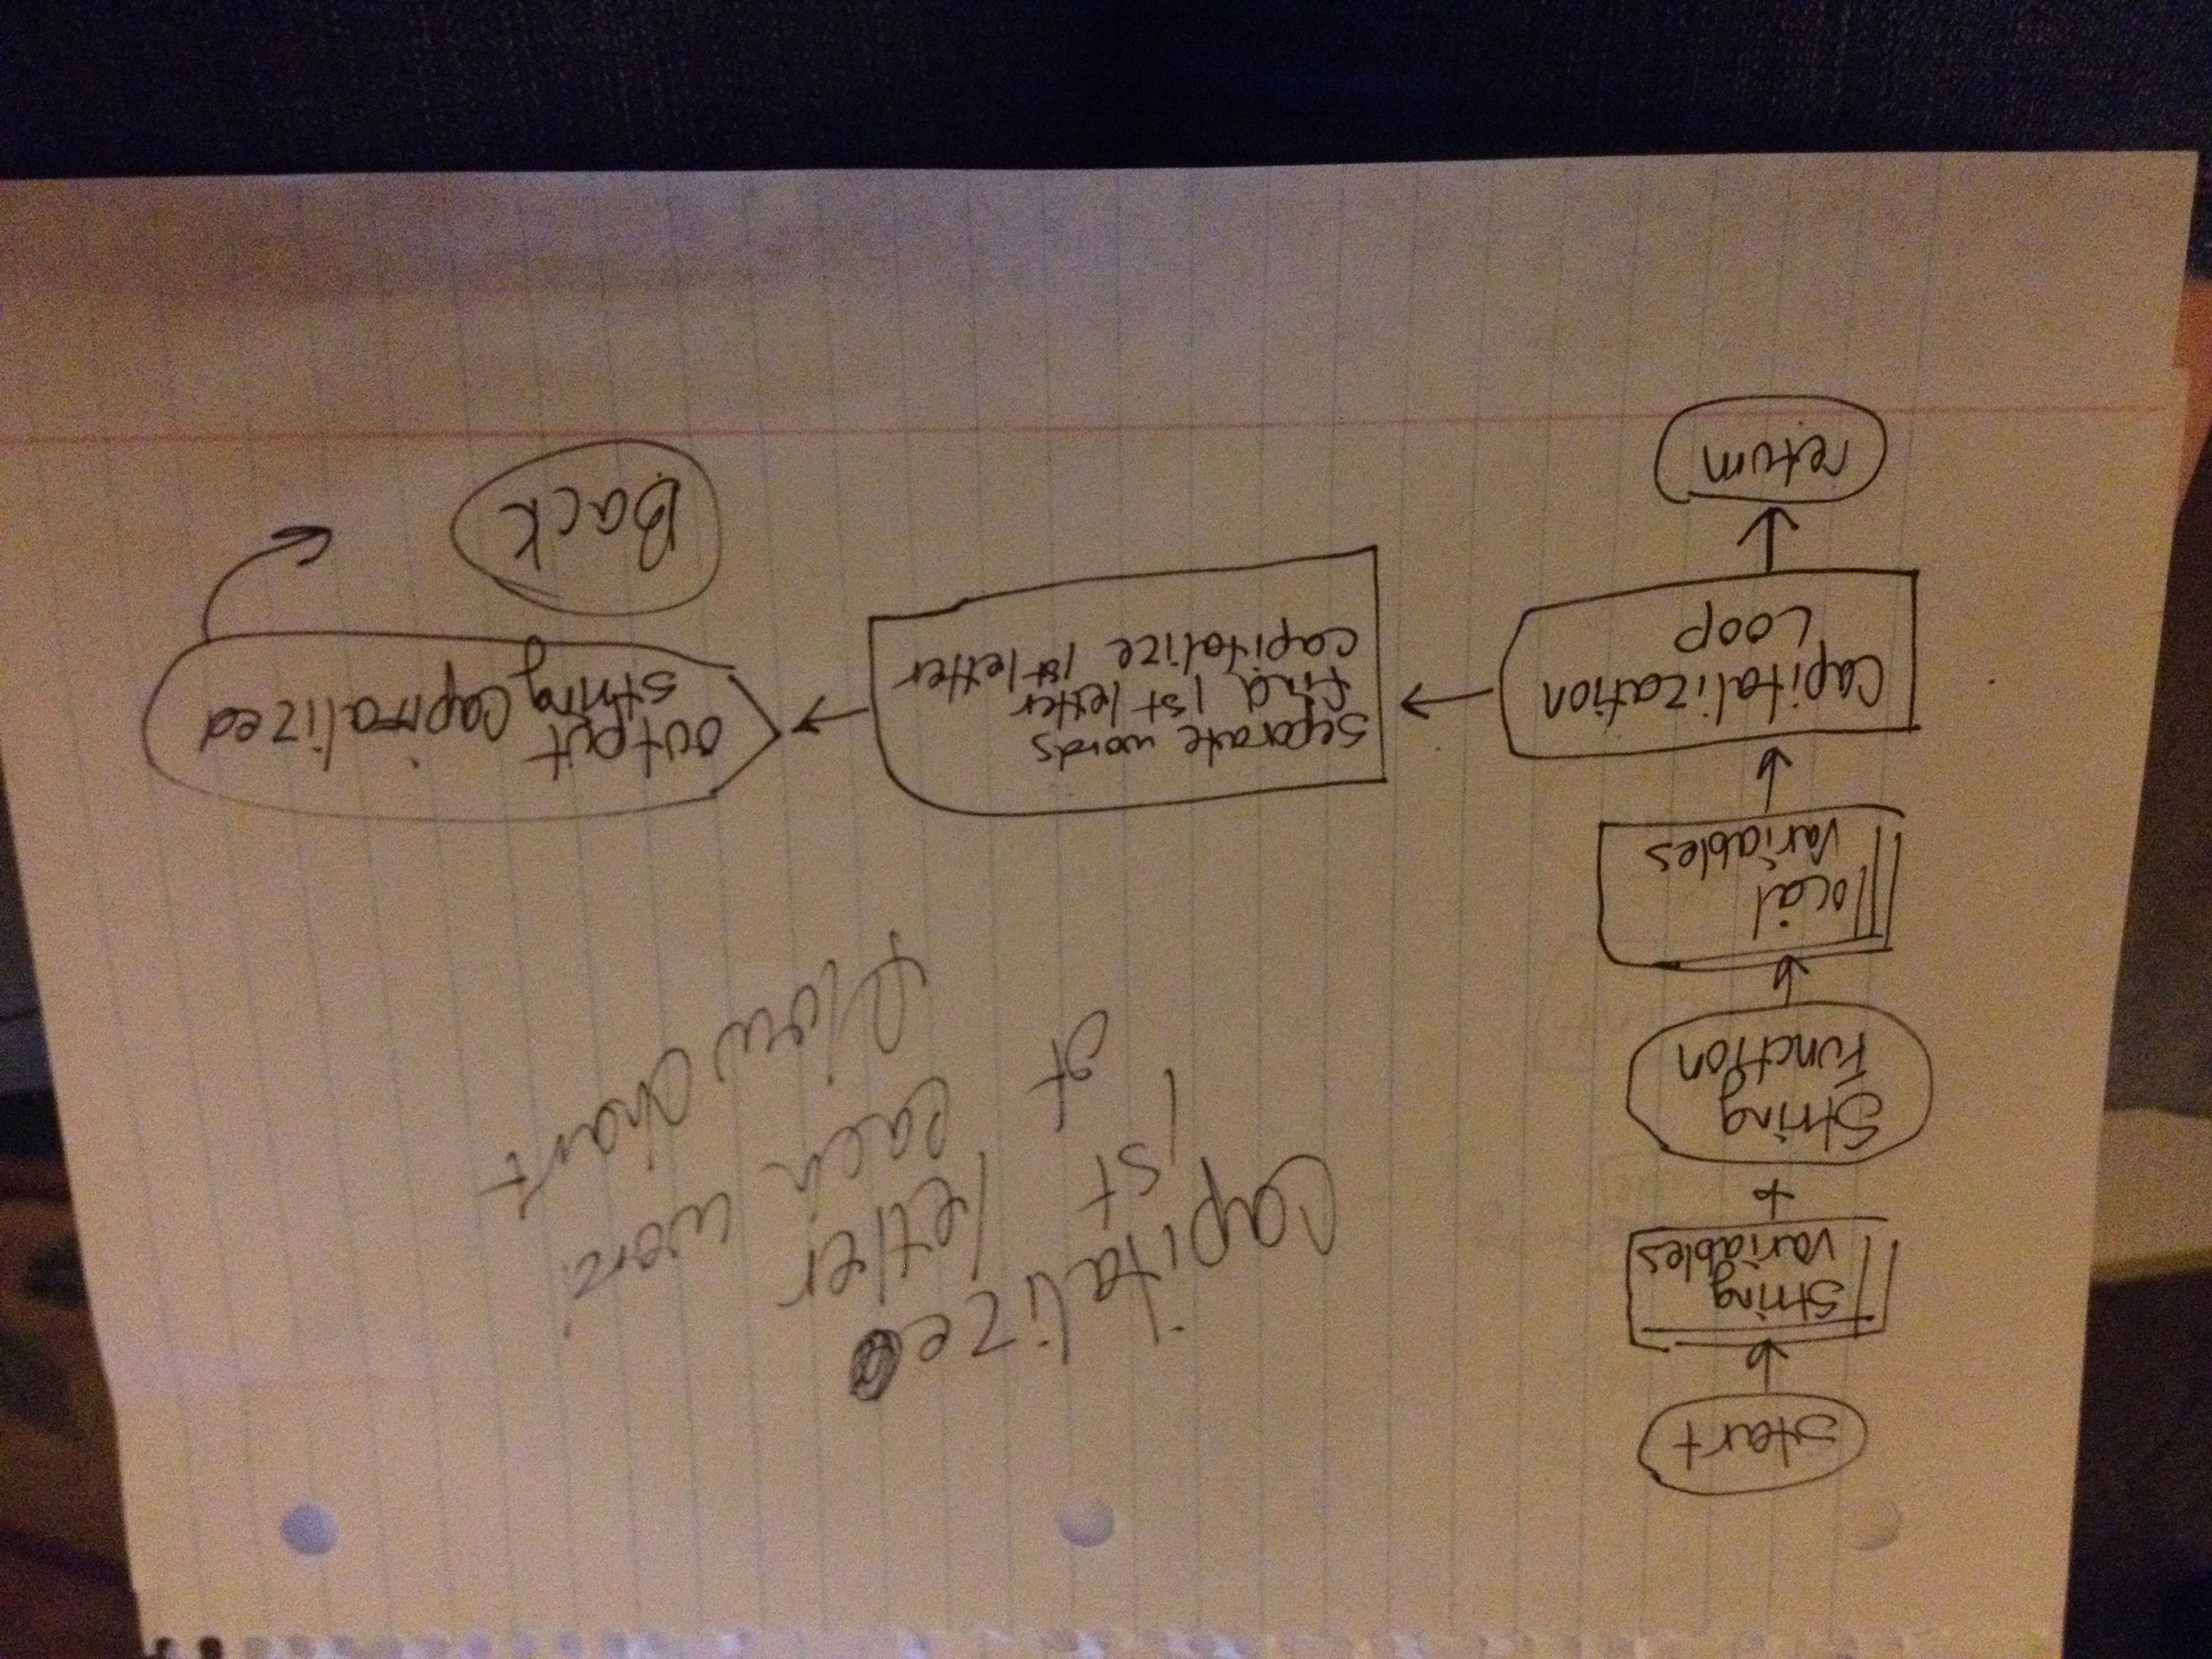 Capitalize
1st letter
of each word
Flow chart
start
String
variables
String
Function
local
variables
Capitalization
Loop
return
separate words
find 1st letter
capitalize 1st letter
output
string capitalized
Back